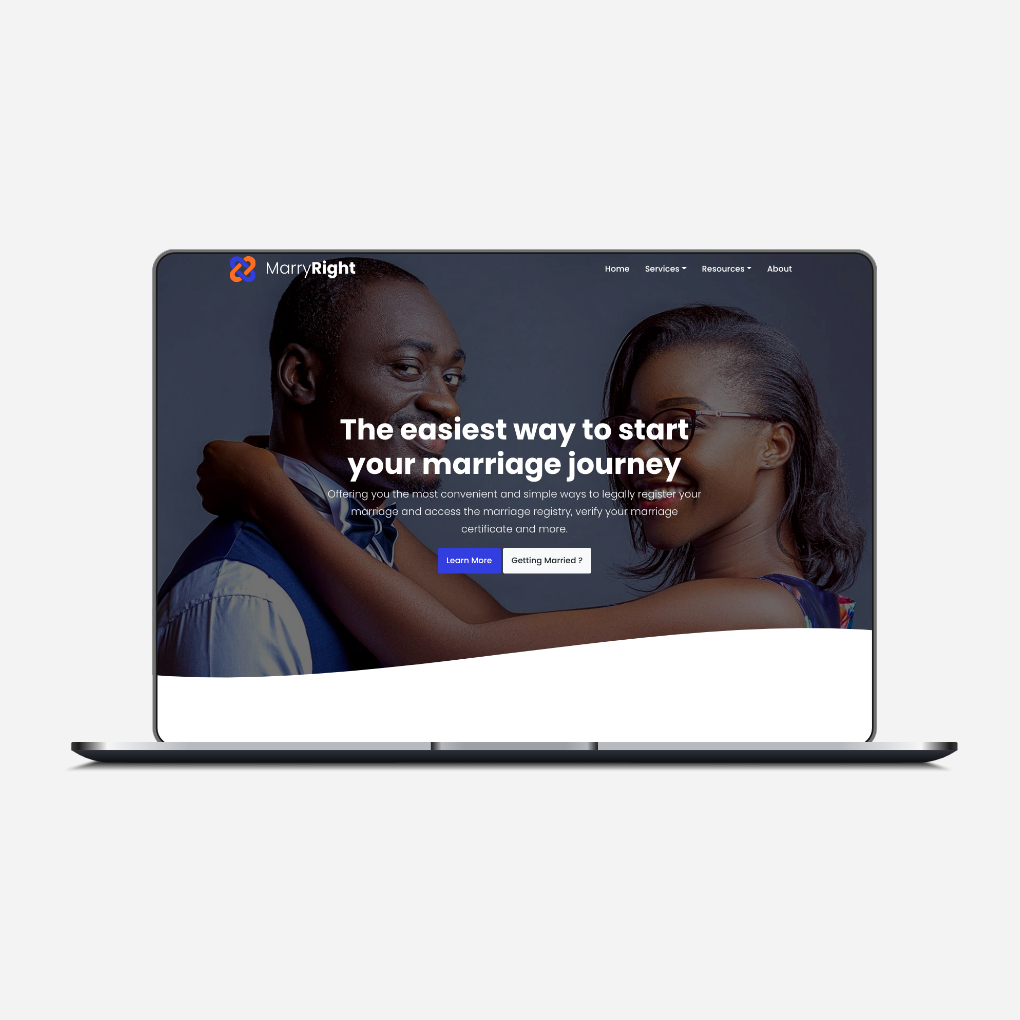 MarryRight
Home Services Resources About
The easiest way to start
your marriage journey
Offering you the most convenient and simple ways to legally register your
marriage and access the marriage registry, verify your marriage
certificate and more.
Learn More Getting Married ?